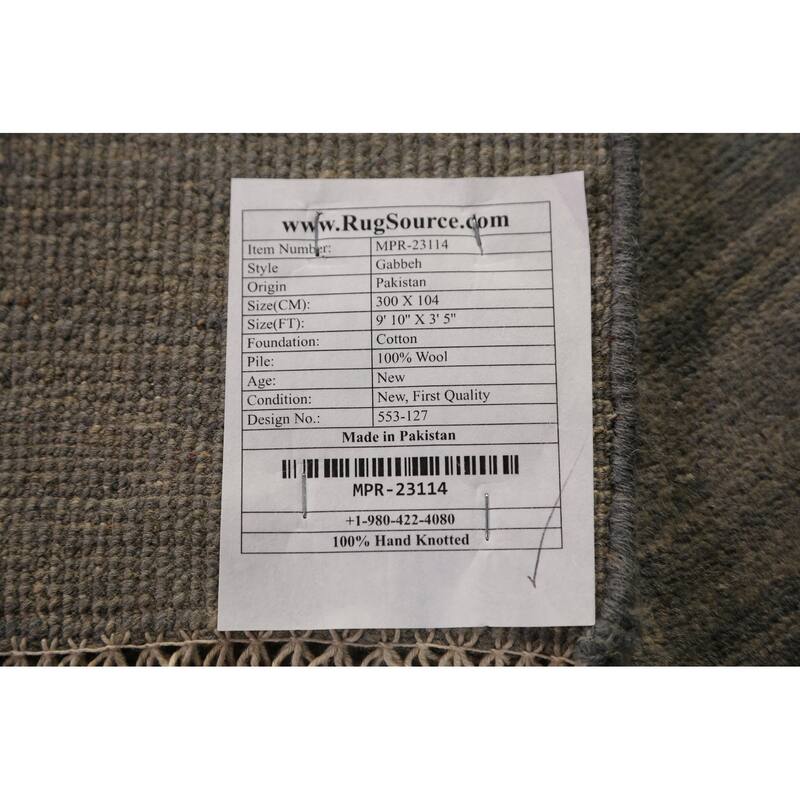 www.RugSource.com
Item Number: MPR-23114
Style Gabbeh
Origin Pakistan
Size(CM): 300 X 104
Size(FT): 9' 10" X 3' 5"
Foundation: Cotton
Pile: 100% Wool
Age: New
Condition: New, First Quality
Design No.: 553-127
Made in Pakistan
MPR-23114
+1-980-422-4080
100% Hand Knotted